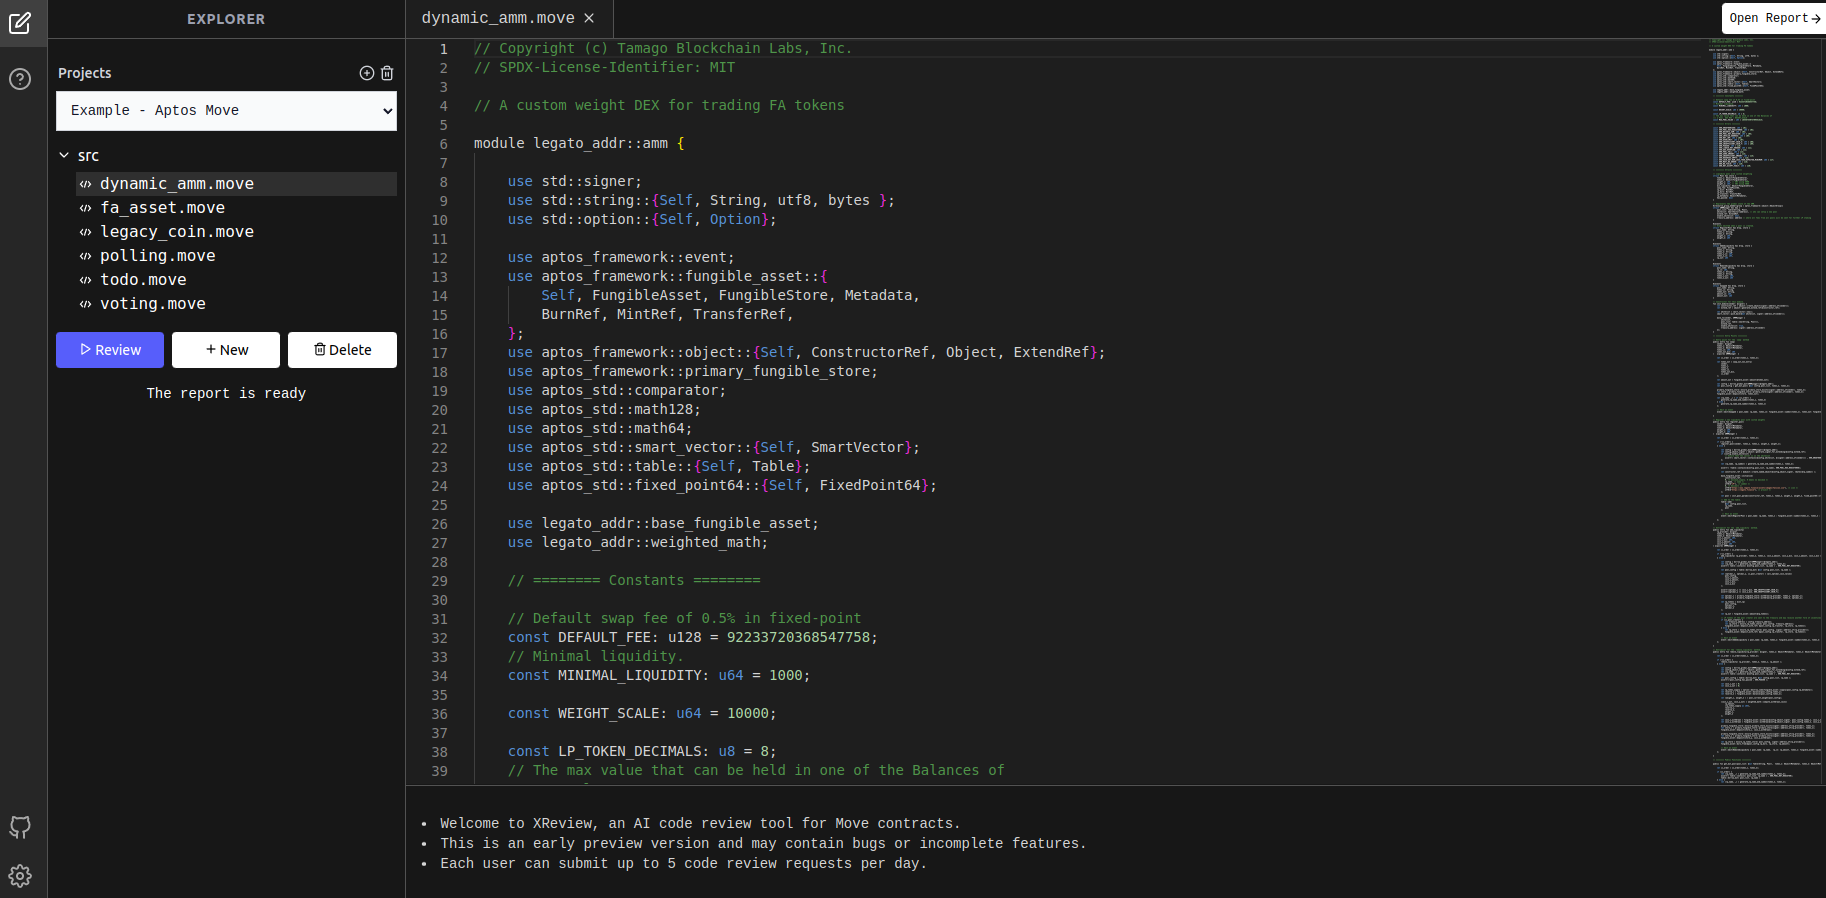 EXPLORER
Projects
Example - Aptos Move
src
dynamic_amm.move
fa_asset.move
legacy_coin.move
polling.move
todo.move
voting.move
Review
New
Delete
The report is ready
dynamic_amm.move
Open Report
1 // Copyright (c) Tamago Blockchain Labs, Inc.
2 // SPDX-License-Identifier: MIT
3
4 // A custom weight DEX for trading FA tokens
5
6 module legato_addr::amm {
7
8 use std::signer;
9 use std::string::{Self, String, utf8, bytes };
10 use std::option::{Self, Option};
11
12 use aptos_framework::event;
13 use aptos_framework::fungible_asset::{
14 Self, FungibleAsset, FungibleStore, Metadata,
15 BurnRef, MintRef, TransferRef,
16 };
17 use aptos_framework::object::{Self, ConstructorRef, Object, ExtendRef};
18 use aptos_framework::primary_fungible_store;
19 use aptos_std::comparator;
20 use aptos_std::math128;
21 use aptos_std::math64;
22 use aptos_std::smart_vector::{Self, SmartVector};
23 use aptos_std::table::{Self, Table};
24 use aptos_std::fixed_point64::{Self, FixedPoint64};
25
26 use legato_addr::base_fungible_asset;
27 use legato_addr::weighted_math;
28
29 // ======== Constants ========
30
31 // Default swap fee of 0.5% in fixed-point
32 const DEFAULT_FEE: u128 = 92233720368547758;
33 // Minimal liquidity.
34 const MINIMAL_LIQUIDITY: u64 = 1000;
35
36 const WEIGHT_SCALE: u64 = 10000;
37
38 const LP_TOKEN_DECIMALS: u8 = 8;
39 // The max value that can be held in one of the Balances of
• Welcome to XReview, an AI code review tool for Move contracts.
• This is an early preview version and may contain bugs or incomplete features.
• Each user can submit up to 5 code review requests per day.